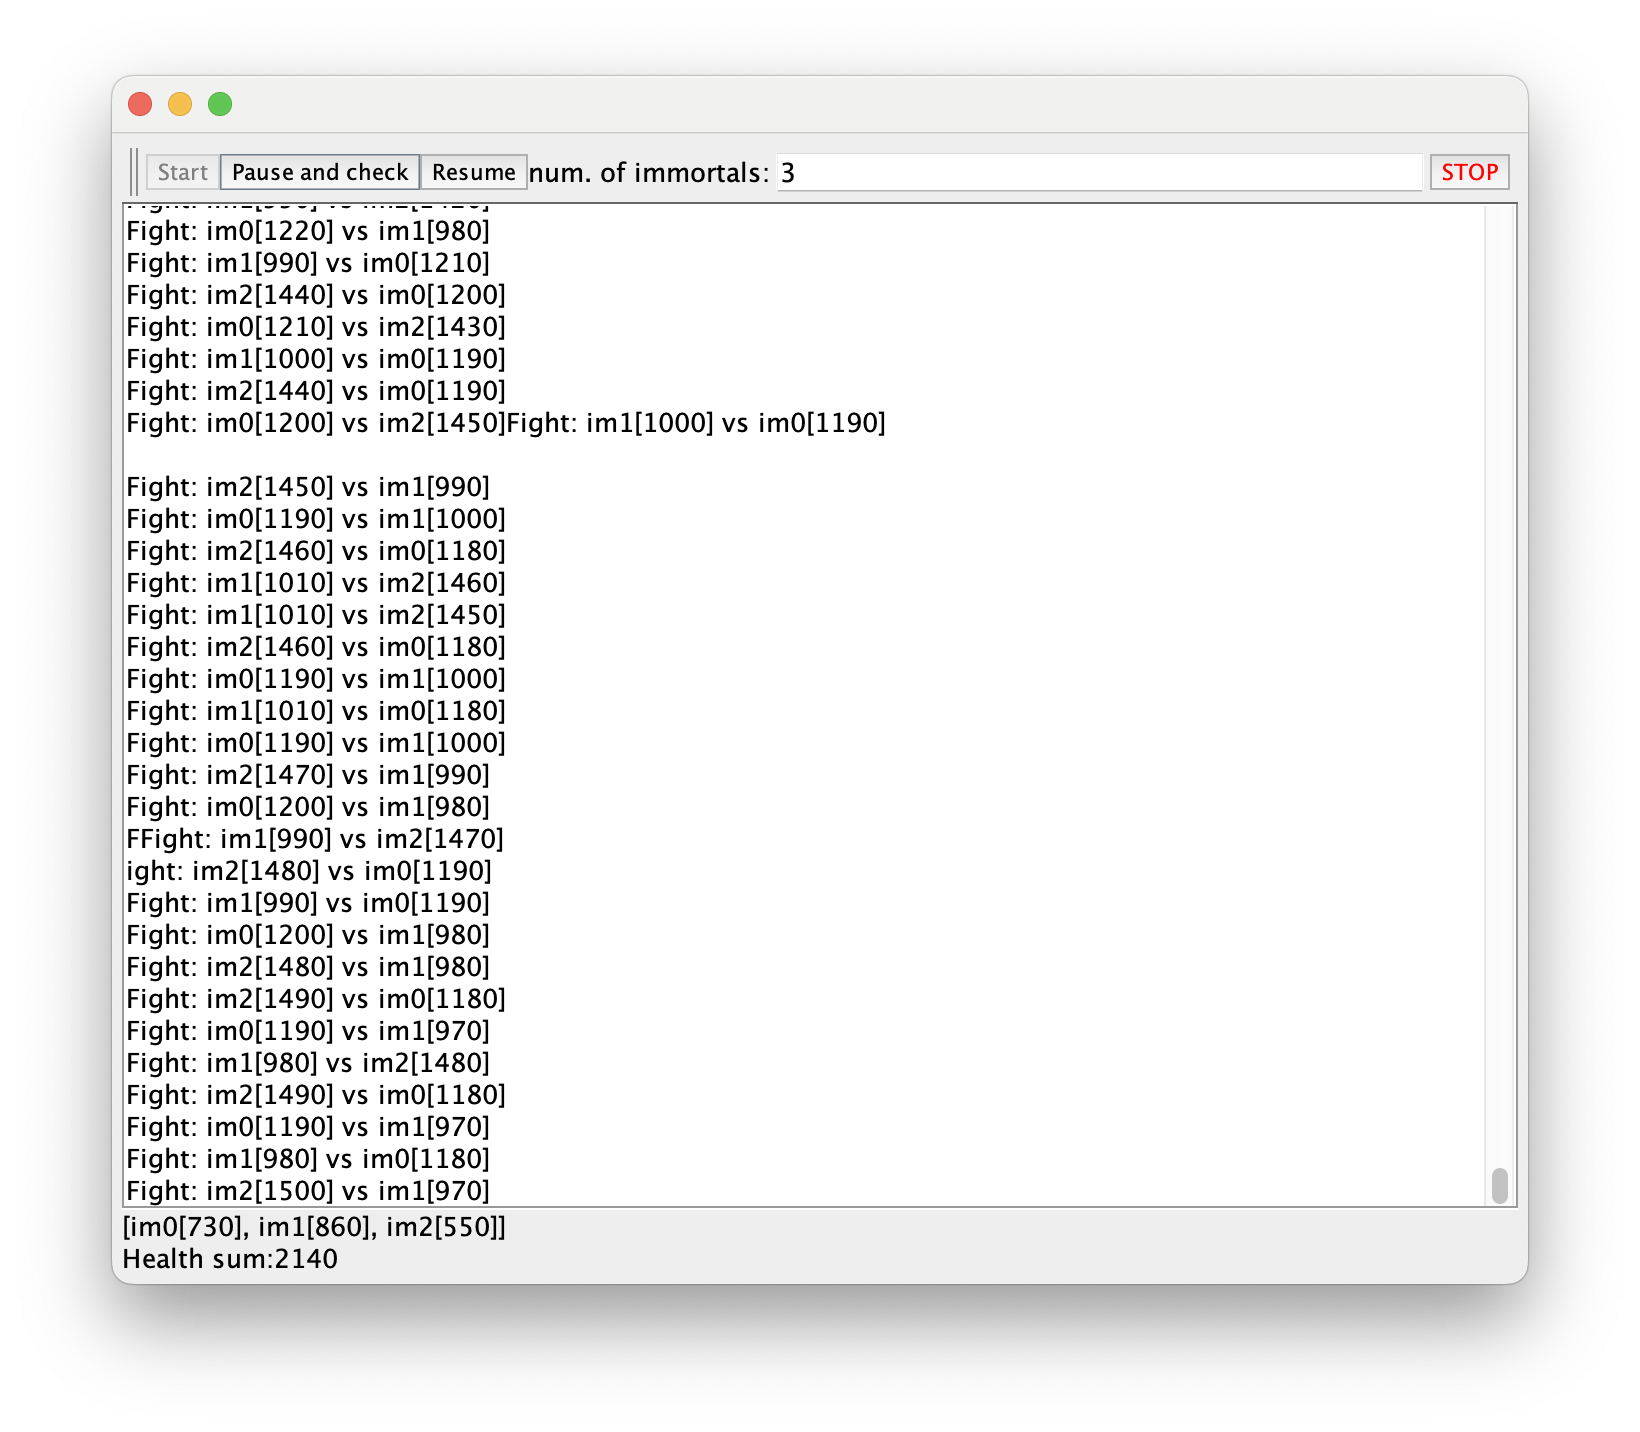 Start Pause and check Resume num. of immortals: 3 STOP
Fight: im0[1220] vs im1[980]
Fight: im1[990] vs im0[1210]
Fight: im2[1440] vs im0[1200]
Fight: im0[1210] vs im2[1430]
Fight: im1[1000] vs im0[1190]
Fight: im2[1440] vs im0[1190]
Fight: im0[1200] vs im2[1450]Fight: im1[1000] vs im0[1190]
Fight: im2[1450] vs im1[990]
Fight: im0[1190] vs im1[1000]
Fight: im2[1460] vs im0[1180]
Fight: im1[1010] vs im2[1460]
Fight: im1[1010] vs im2[1450]
Fight: im2[1460] vs im0[1180]
Fight: im0[1190] vs im1[1000]
Fight: im1[1010] vs im0[1180]
Fight: im0[1190] vs im1[1000]
Fight: im2[1470] vs im1[990]
Fight: im0[1200] vs im1[980]
FFight: im1[990] vs im2[1470]
ight: im2[1480] vs im0[1190]
Fight: im1[990] vs im0[1190]
Fight: im0[1200] vs im1[980]
Fight: im2[1480] vs im1[980]
Fight: im2[1490] vs im0[1180]
Fight: im0[1190] vs im1[970]
Fight: im1[980] vs im2[1480]
Fight: im2[1490] vs im0[1180]
Fight: im0[1190] vs im1[970]
Fight: im1[980] vs im0[1180]
Fight: im2[1500] vs im1[970]
[im0[730], im1[860], im2[550]]
Health sum:2140